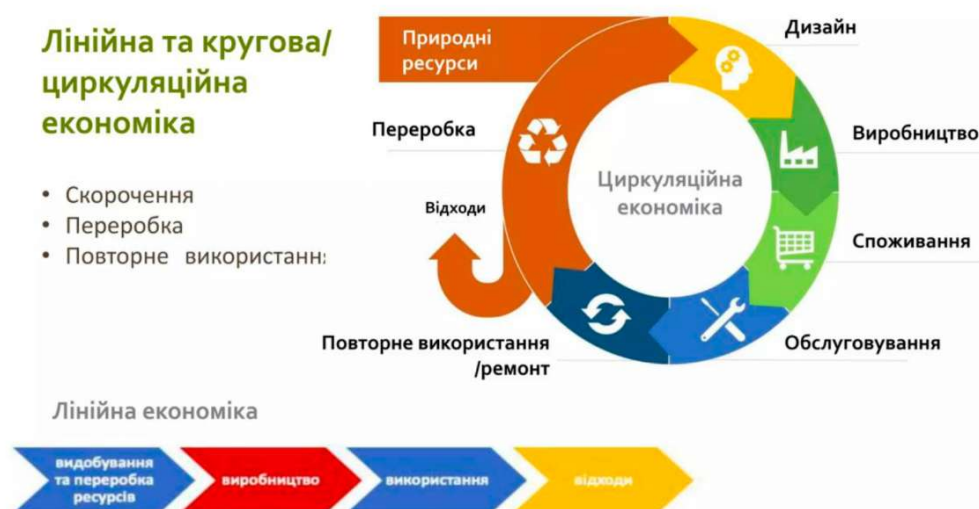 Лінійна та кругова/
циркуляційна
економіка
• Скорочення
• Переробка
• Повторне використанн
Природні
ресурси
Дизайн
Переробка
Виробництво
Циркуляційна
економіка
Відходи
Споживання
Повторне використання
/ремонт
Обслуговування
Лінійна економіка
видобування
та переробка
ресурсів
виробництво
використання
відходи